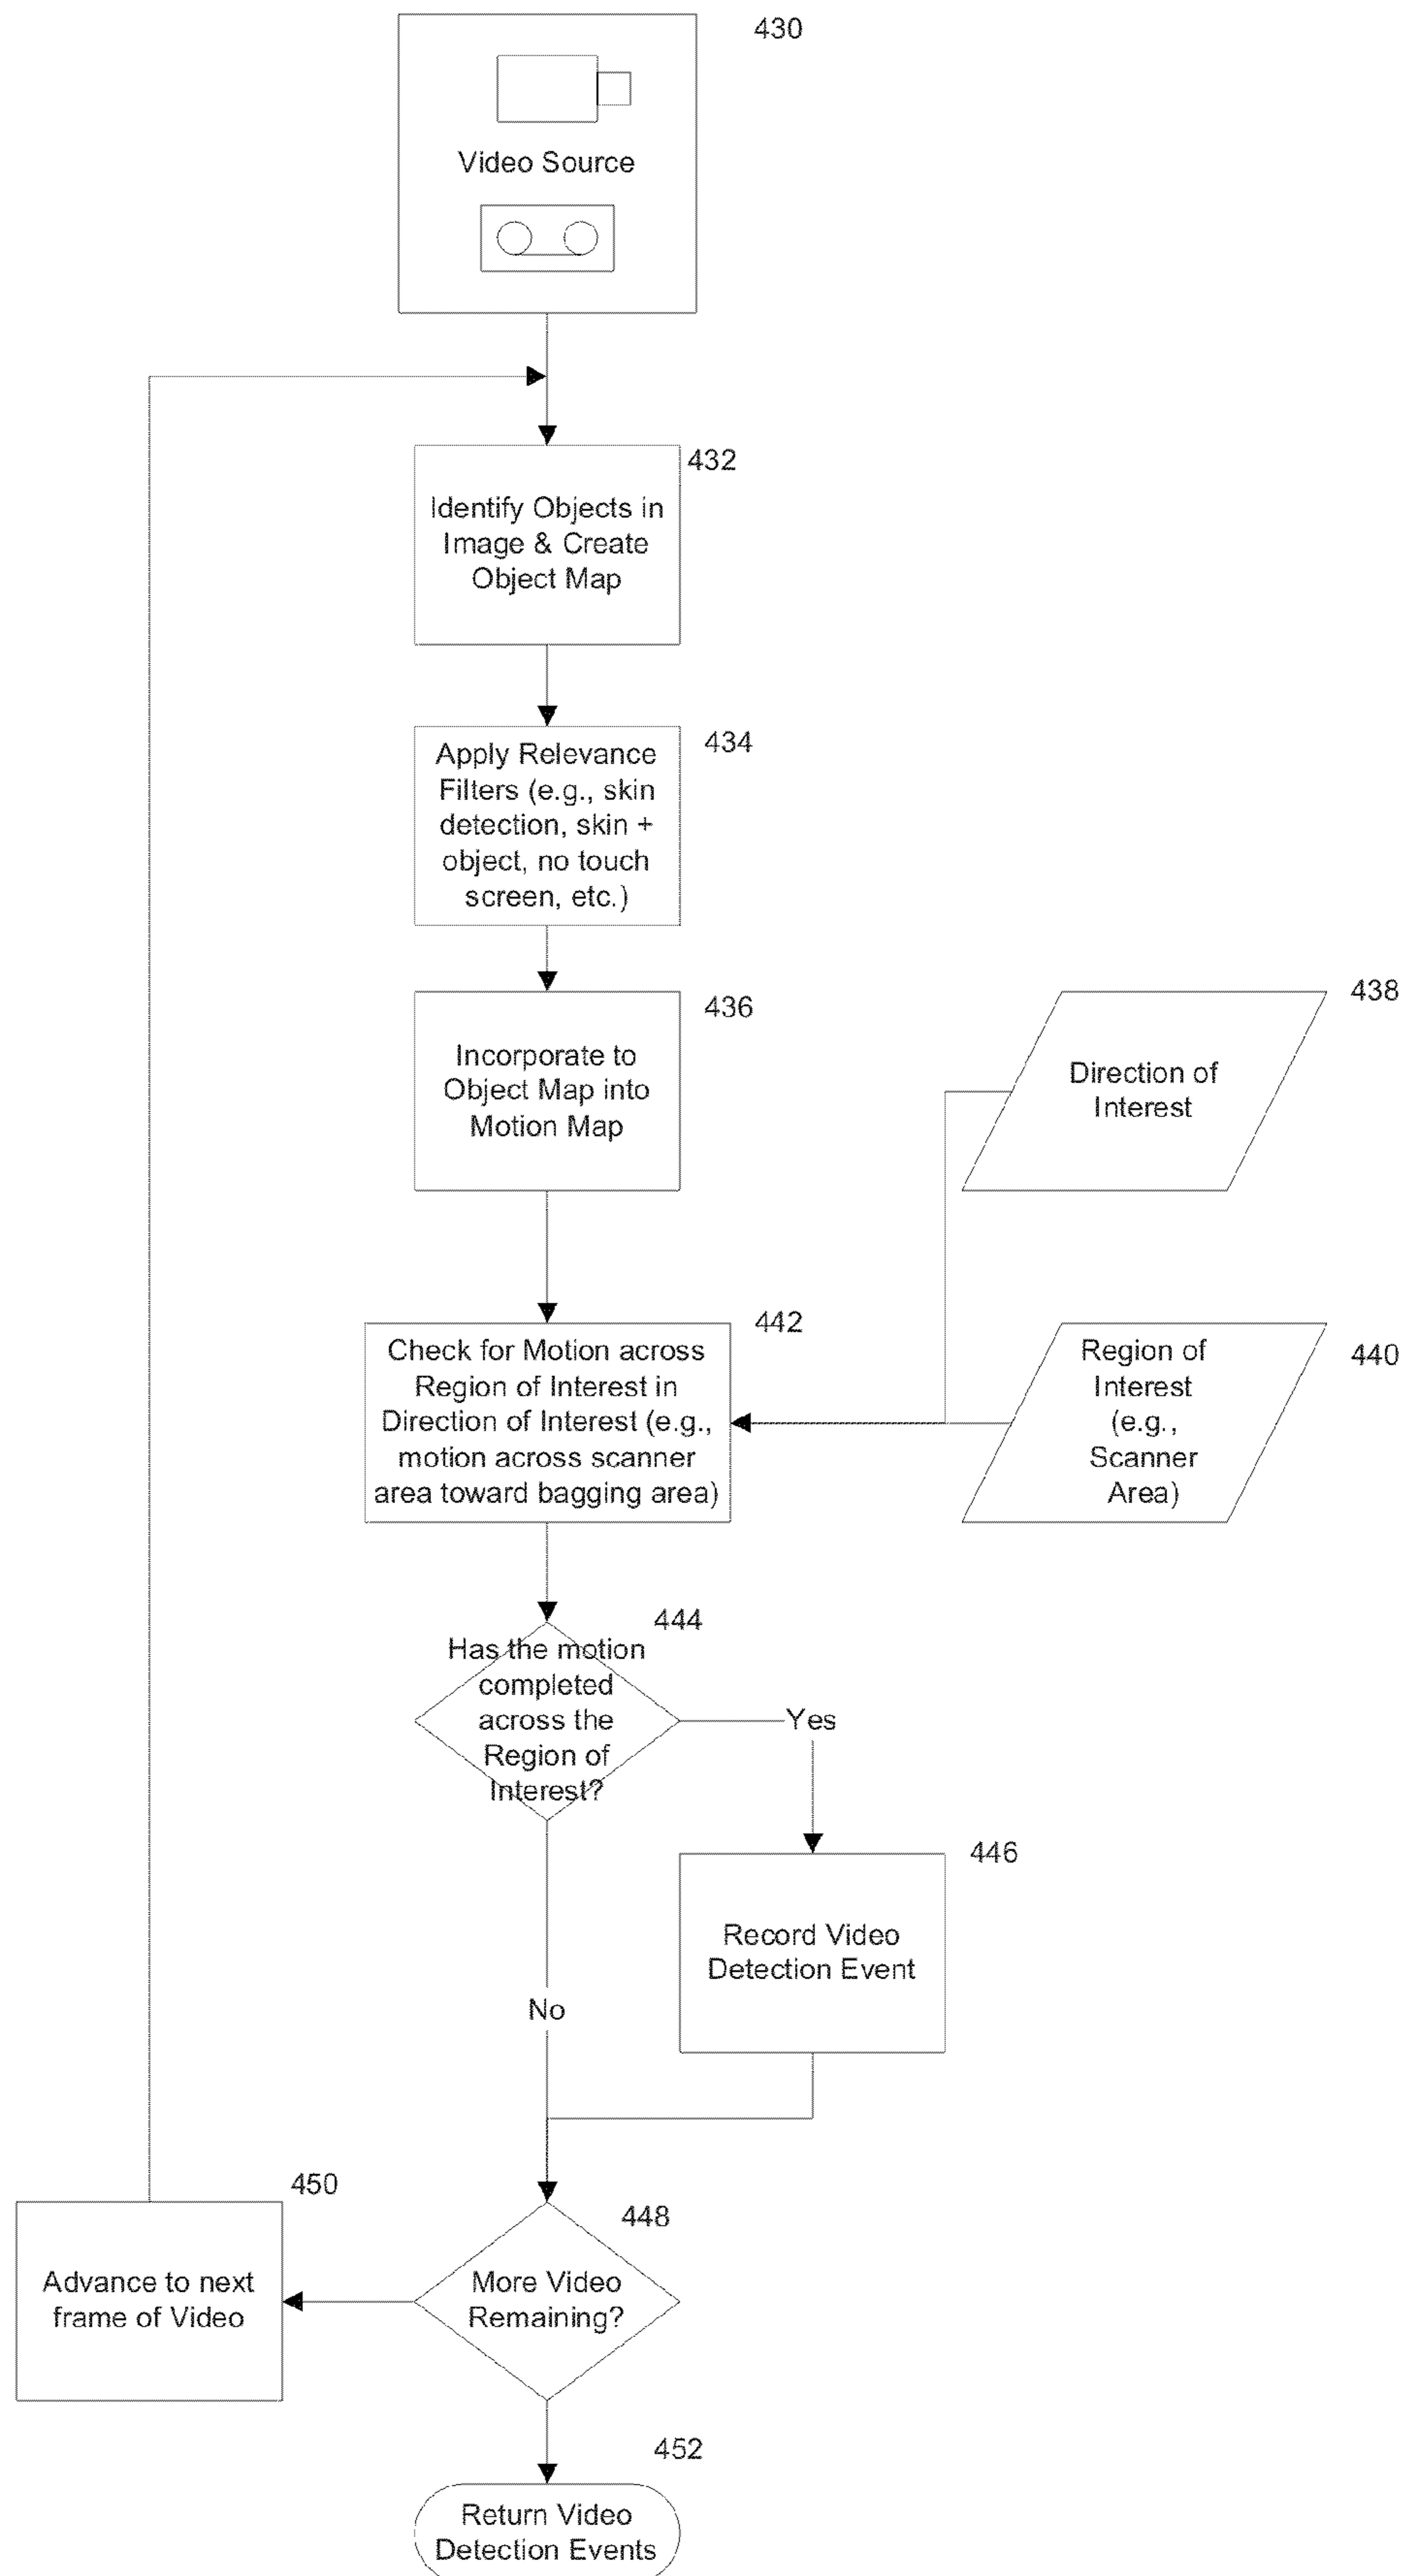 430
Video Source
432
Identify Objects in
Image & Create
Object Map
434
Apply Relevance
Filters (e.g., skin
detection, skin +
object, no touch
screen, etc.)
436
Incorporate to
Object Map into
Motion Map
438
Direction of
Interest
442
Check for Motion across
Region of Interest in
Direction of Interest (e.g.,
motion across scanner
area toward bagging area)
440
Region of
Interest
(e.g.,
Scanner
Area)
444
Has the motion
completed
across the
Region of
Interest?
Yes
446
Record Video
Detection Event
No
450
Advance to next
frame of Video
448
More Video
Remaining?
452
Return Video
Detection Events